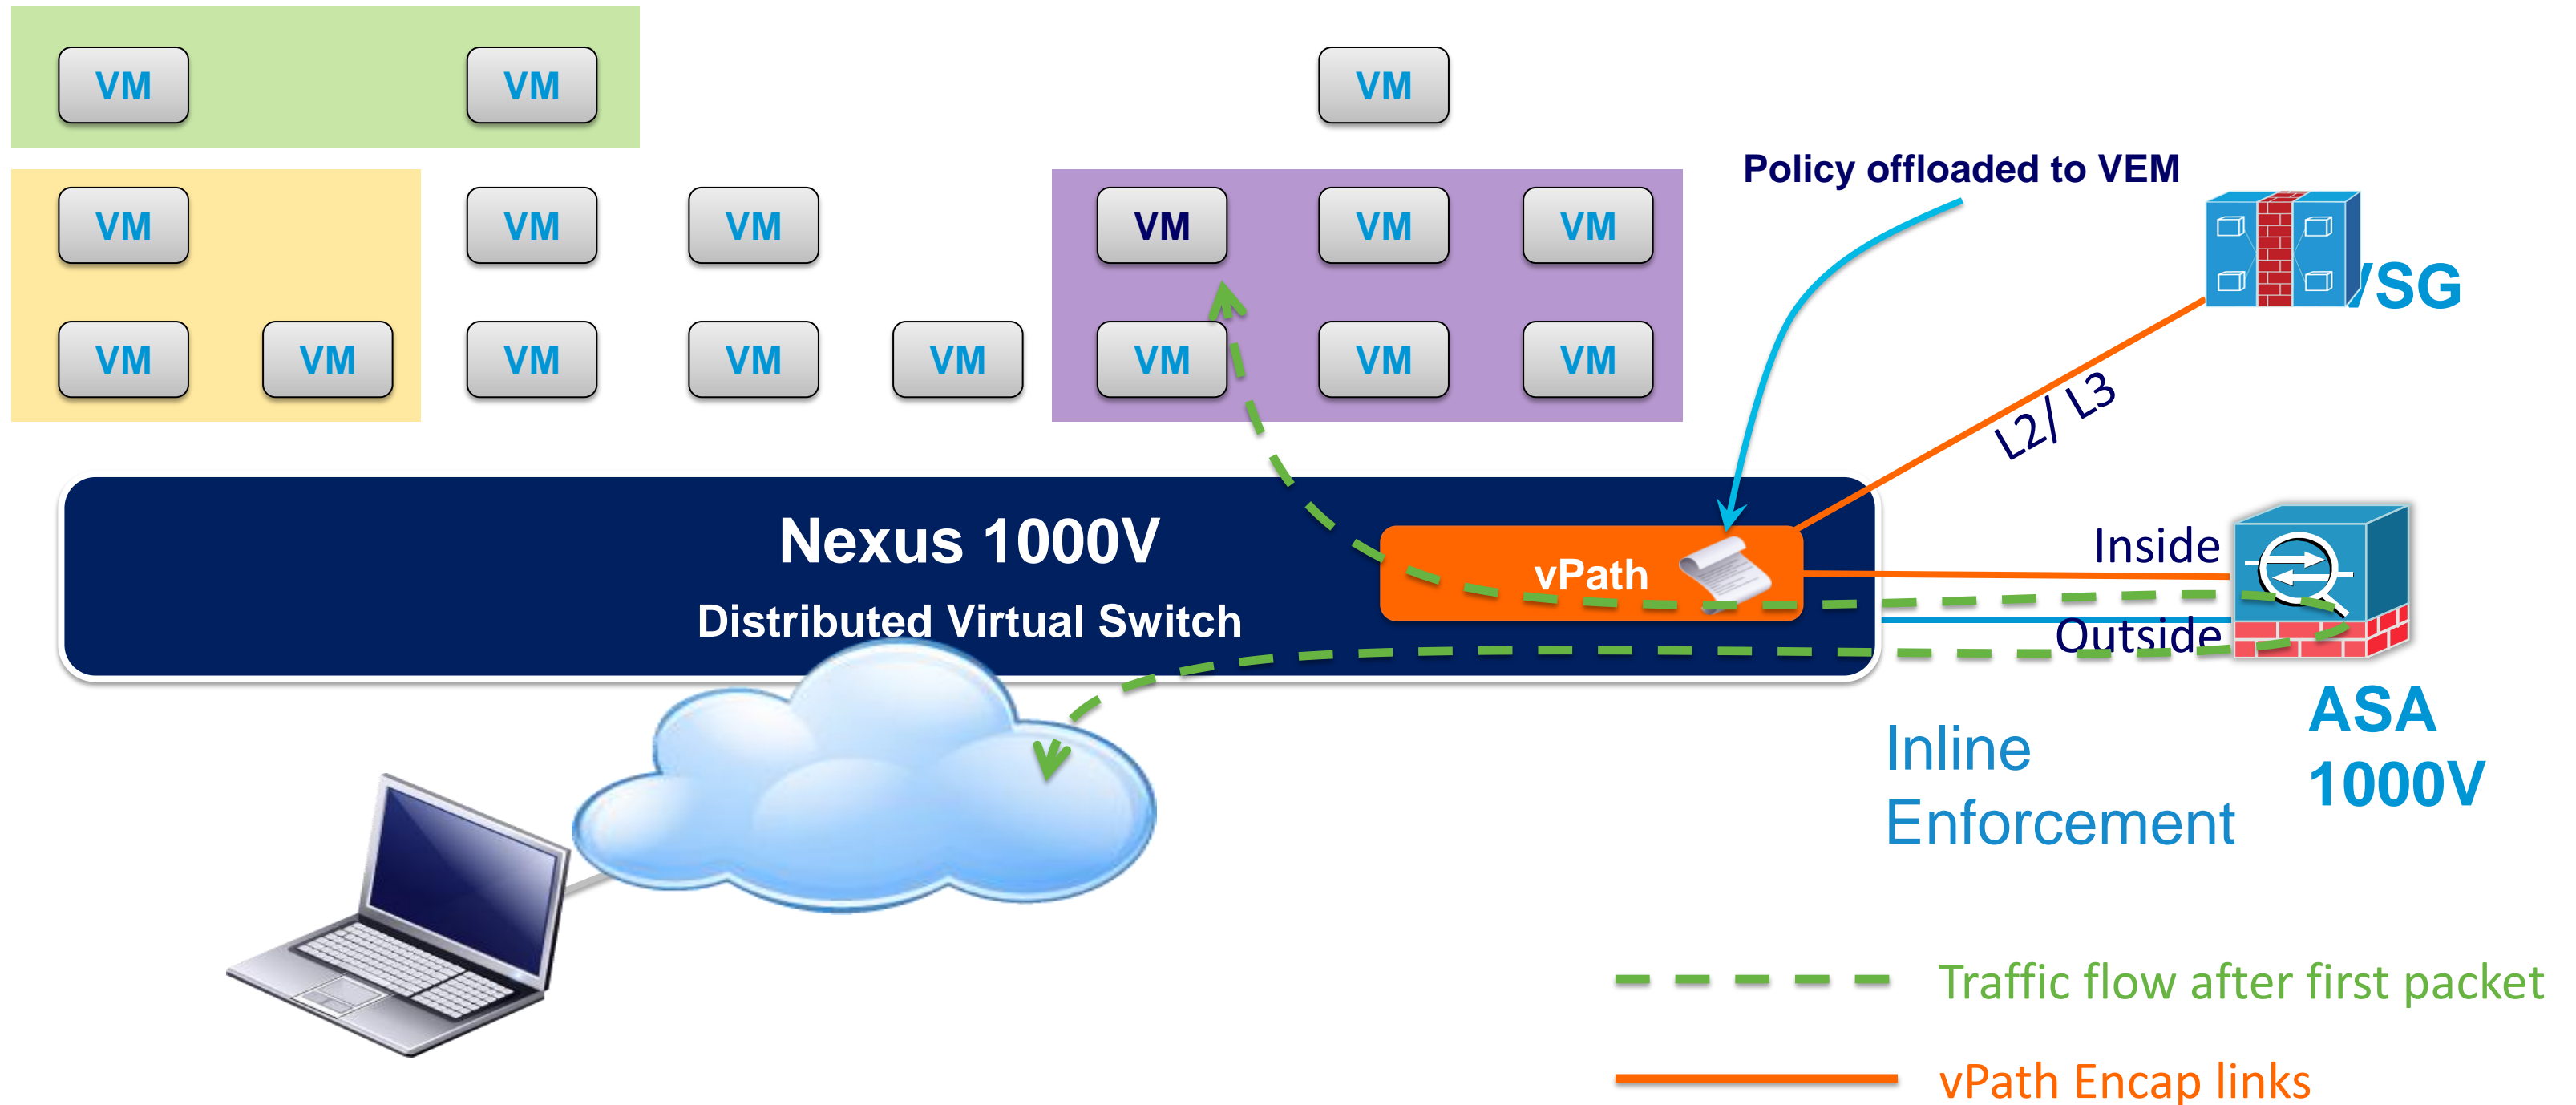 VM
VM
VM
Policy offloaded to VEM
VM
VM
VM
VM
VM
VM
VSG
VM
VM
VM
VM
VM
VM
VM
VM
L2/ L3
Nexus 1000V
Distributed Virtual Switch
vPath
Inside
Outside
ASA
1000V
Inline
Enforcement
Traffic flow after first packet
vPath Encap links